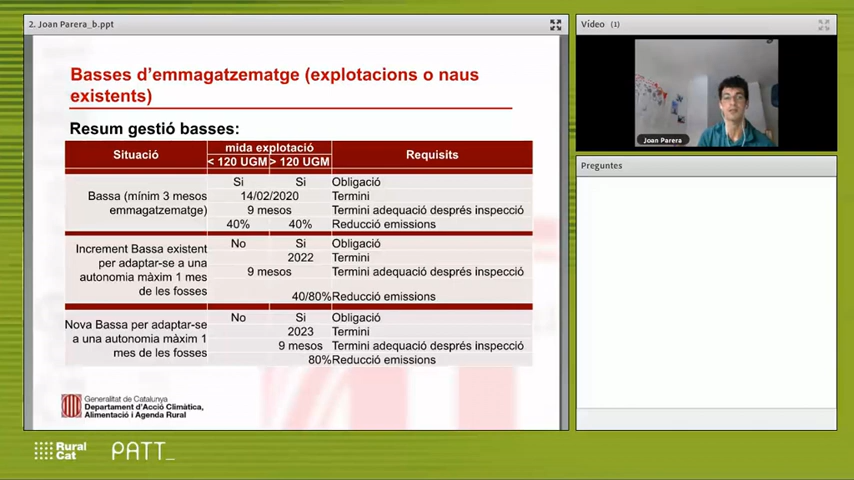 2. Joan Parera_b.ppt
Basses d'emmagatzematge (explotacions o naus
existents)
Resum gestió basses:
Situació
mida explotació
< 120 UGM > 120 UGM
Requisits
Bassa (mínim 3 mesos
emmagatzematge)
Si Si Obligació
14/02/2020 Termini
9 mesos Termini adequació després inspecció
40% 40% Reducció emissions
Increment Bassa existent
per adaptar-se a una
autonomia màxim 1 mes
de les fosses
No Si Obligació
2022 Termini
9 mesos Termini adequació després inspecció
40/80% Reducció emissions
Nova Bassa per adaptar-se
a una autonomia màxim 1
mes de les fosses
No Si Obligació
2023 Termini
9 mesos Termini adequació després inspecció
80% Reducció emissions
Generalitat de Catalunya
Departament d'Acció Climàtica,
Alimentació i Agenda Rural
Rural
Cat
PATT_
Vídeo (1)
Joan Parera
Preguntes